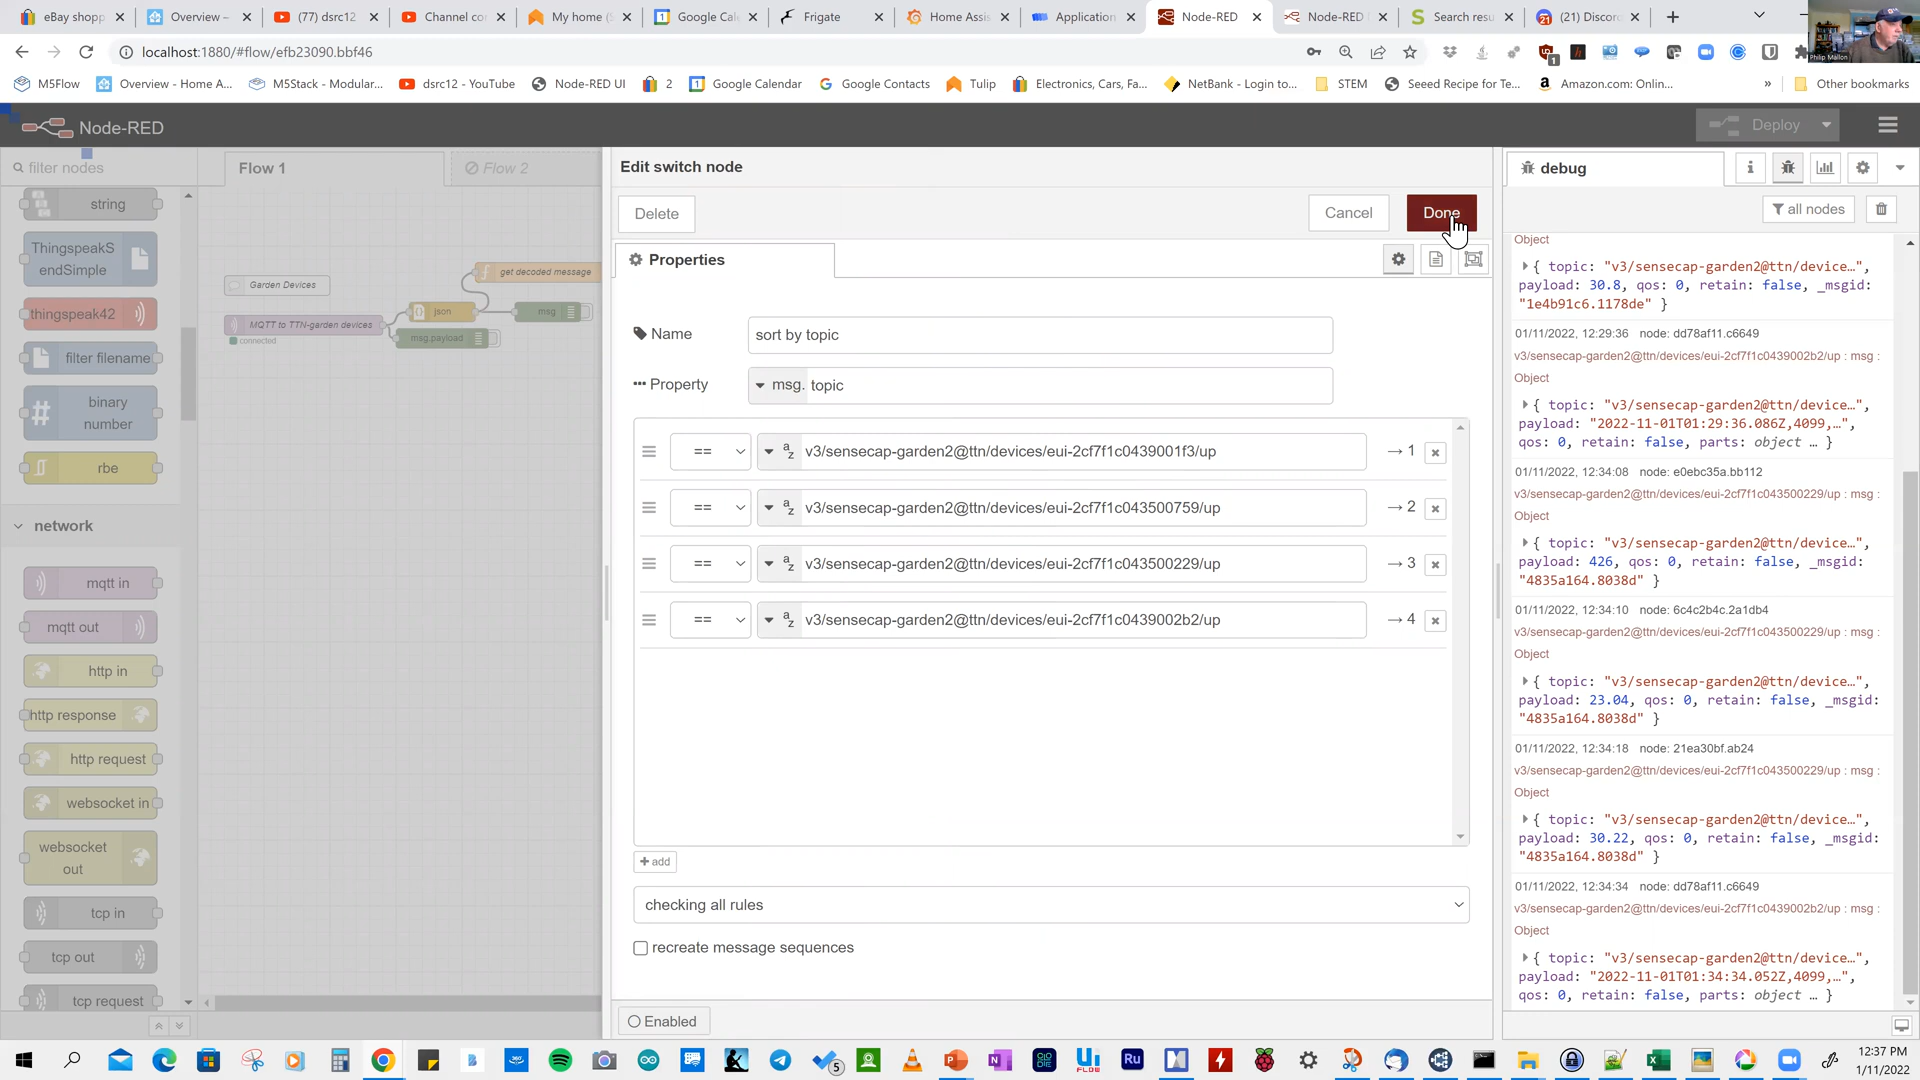 eBay shopp
Overview –
(77) dsrc12
Channel co
My home (
Google Cal
Frigate
Home Assis
Application
Node-RED
Node-RED
Search resu
(21) Discor
localhost:1880/#flow/efb23090.bbf46
Philip Mallon
M5Flow
Overview - Home A...
M5Stack - Modular...
dsrc12 - YouTube
Node-RED UI
2
Google Calendar
Google Contacts
Tulip
Electronics, Cars, Fa...
NetBank - Login to...
STEM
Seeed Recipe for Te...
Amazon.com: Onlin...
»
Other bookmarks
Node-RED
Deploy
filter nodes
string
ThingspeakS
endSimple
thingspeak42
filter filename
binary
number
rbe
network
mqtt in
mqtt out
http in
http response
http request
websocket in
websocket
out
tcp in
tcp out
tcp request
Flow 1
Flow 2
Garden Devices
get decoded message
json
msg
MQTT to TTN-garden devices
connected
msg.payload
Edit switch node
Delete
Cancel
Done
Properties
Name
sort by topic
Property
msg. topic
== v3/sensecap-garden2@ttn/devices/eui-2cf7f1c0439001f3/up → 1
== v3/sensecap-garden2@ttn/devices/eui-2cf7f1c043500759/up → 2
== v3/sensecap-garden2@ttn/devices/eui-2cf7f1c043500229/up → 3
== v3/sensecap-garden2@ttn/devices/eui-2cf7f1c0439002b2/up → 4
add
checking all rules
recreate message sequences
Enabled
debug
all nodes
Object
{ topic: "v3/sensecap-garden2@ttn/device…",
payload: 30.8, qos: 0, retain: false, _msgid:
"1e4b91c6.1178de" }
01/11/2022, 12:29:36 node: dd78af11.c6649
v3/sensecap-garden2@ttn/devices/eui-2cf7f1c0439002b2/up : msg :
Object
{ topic: "v3/sensecap-garden2@ttn/device…",
payload: "2022-11-01T01:29:36.086Z,4099,…",
qos: 0, retain: false, parts: object … }
01/11/2022, 12:34:08 node: e0ebc35a.bb112
v3/sensecap-garden2@ttn/devices/eui-2cf7f1c043500229/up : msg :
Object
{ topic: "v3/sensecap-garden2@ttn/device…",
payload: 426, qos: 0, retain: false, _msgid:
"4835a164.8038d" }
01/11/2022, 12:34:10 node: 6c4c2b4c.2a1db4
v3/sensecap-garden2@ttn/devices/eui-2cf7f1c043500229/up : msg :
Object
{ topic: "v3/sensecap-garden2@ttn/device…",
payload: 23.04, qos: 0, retain: false, _msgid:
"4835a164.8038d" }
01/11/2022, 12:34:18 node: 21ea30bf.ab24
v3/sensecap-garden2@ttn/devices/eui-2cf7f1c043500229/up : msg :
Object
{ topic: "v3/sensecap-garden2@ttn/device…",
payload: 30.22, qos: 0, retain: false, _msgid:
"4835a164.8038d" }
01/11/2022, 12:34:34 node: dd78af11.c6649
v3/sensecap-garden2@ttn/devices/eui-2cf7f1c0439002b2/up : msg :
Object
{ topic: "v3/sensecap-garden2@ttn/device…",
payload: "2022-11-01T01:34:34.052Z,4099,…",
qos: 0, retain: false, parts: object … }
12:37 PM
1/11/2022